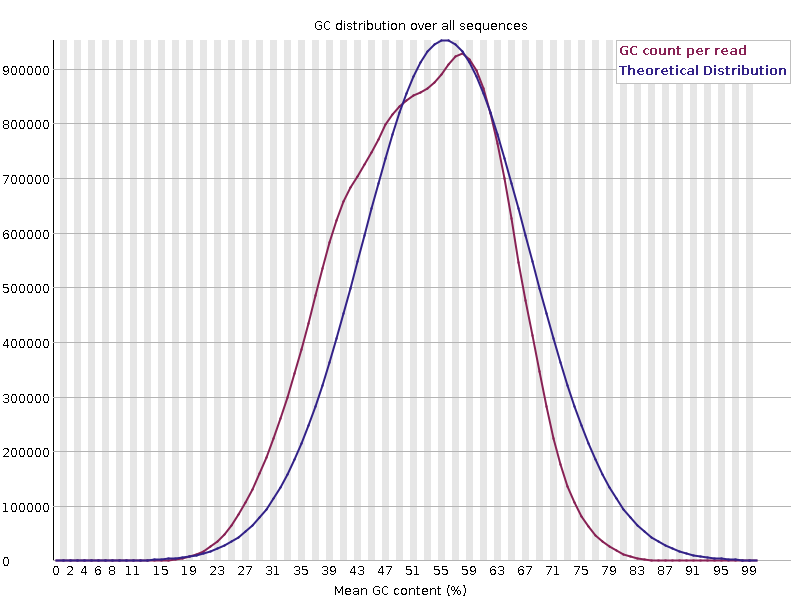 GC distribution over all sequences
GC count per read
Theoretical Distribution
900000
800000
700000
600000
500000
400000
300000
200000
100000
0
0 2 4 6 8 11 15 19 23 27 31 35 39 43 47 51 55 59 63 67 71 75 79 83 87 91 95 99
Mean GC content (%)